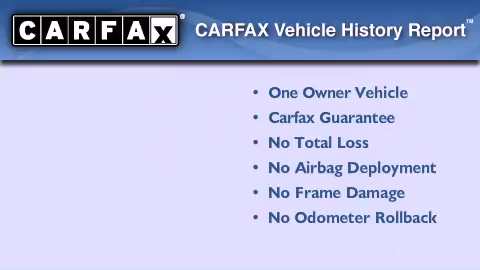 CARFAX® CARFAX Vehicle History Report™
• One Owner Vehicle
• Carfax Guarantee
• No Total Loss
• No Airbag Deployment
• No Frame Damage
• No Odometer Rollback